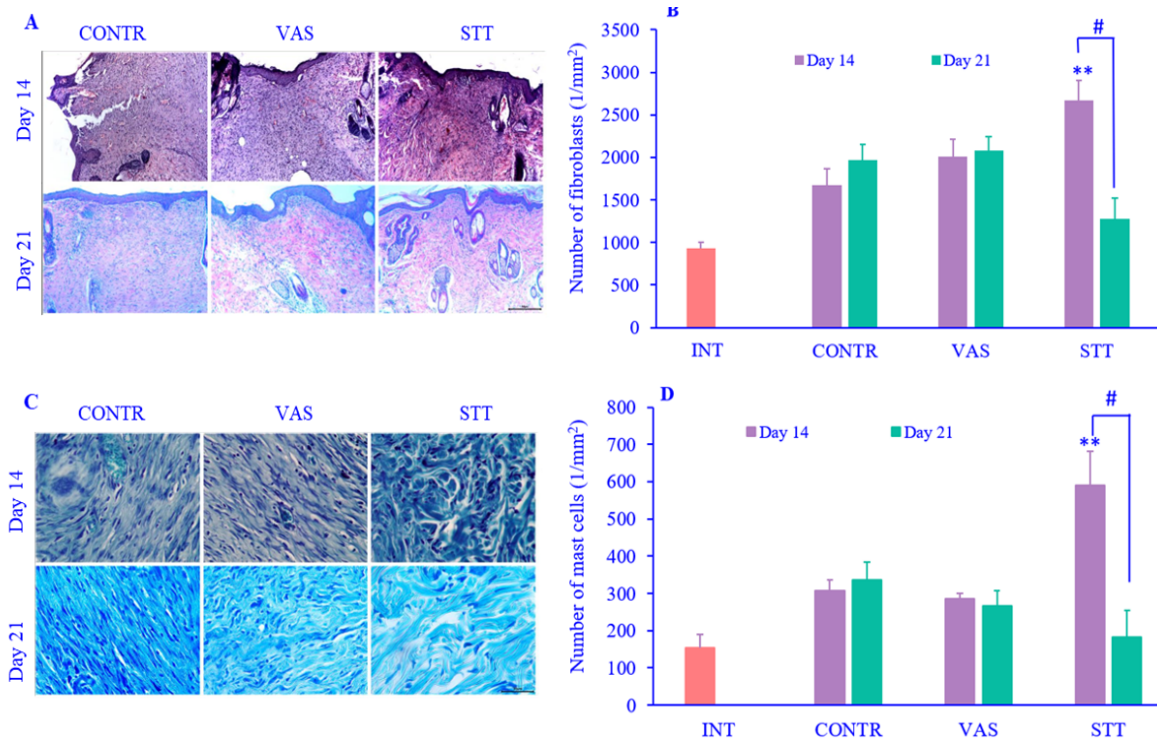 A
CONTR VAS STT
Day 14
Day 21
B
Number of fibroblasts (1/mm²)
3500
3000
2500
2000
1500
1000
500
0
Day 14 Day 21
#
**
INT CONTR VAS STT
C
CONTR VAS STT
Day 14
Day 21
D
Number of mast cells (1/mm²)
800
700
600
500
400
300
200
100
0
Day 14 Day 21
#
**
INT CONTR VAS STT